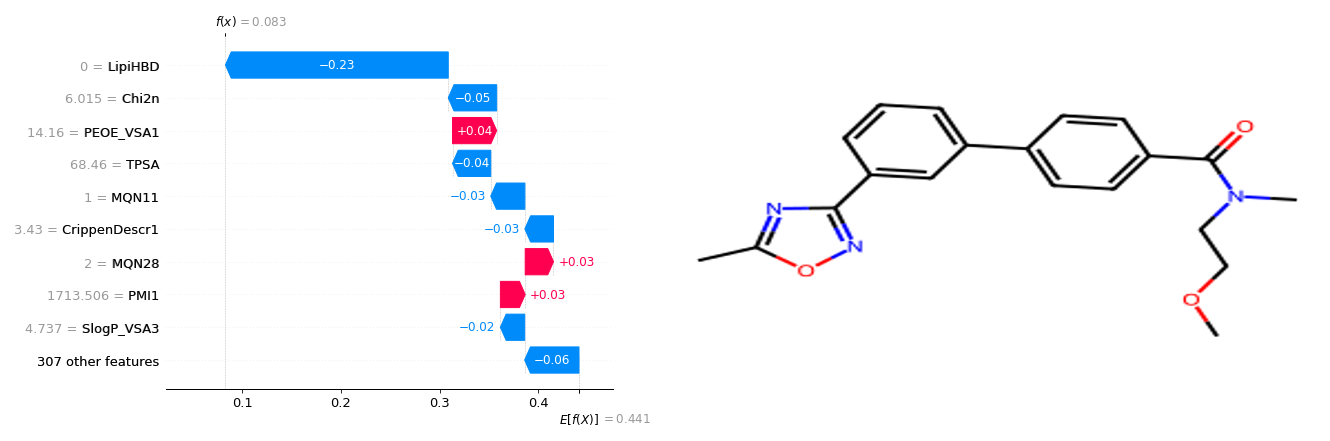 f(x) = 0.083
0 = LipiHBD
−0.23
6.015 = Chi2n
−0.05
14.16 = PEOE_VSA1
+0.04
68.46 = TPSA
−0.04
1 = MQN11
−0.03
3.43 = CrippenDescr1
−0.03
2 = MQN28
+0.03
1713.506 = PMI1
+0.03
4.737 = SlogP_VSA3
−0.02
307 other features
−0.06
0.1 0.2 0.3 0.4
E[f(X)] = 0.441
O
N
N
N
O
O